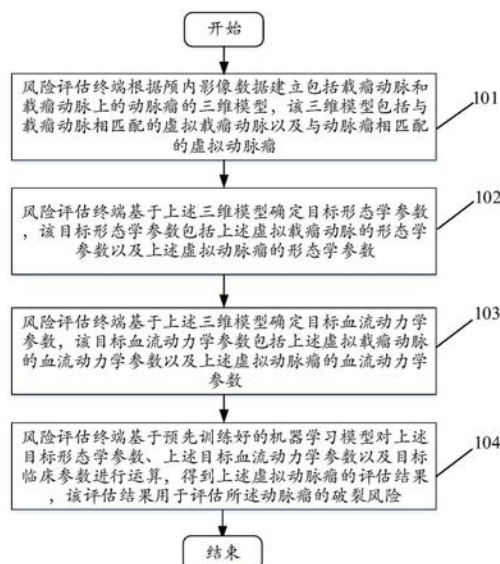 开始
风险评估终端根据颅内影像数据建立包括载瘤动脉和
载瘤动脉上的动脉瘤的三维模型，该三维模型包括与
载瘤动脉相匹配的虚拟载瘤动脉以及与动脉瘤相匹配
的虚拟动脉瘤
101
风险评估终端基于上述三维模型确定目标形态学参数
，该目标形态学参数包括上述虚拟载瘤动脉的形态学
参数以及上述虚拟动脉瘤的形态学参数
102
风险评估终端基于上述三维模型确定目标血流动力学
参数，该目标血流动力学参数包括上述虚拟载瘤动脉
的血流动力学参数以及上述虚拟动脉瘤的血流动力学
参数
103
风险评估终端基于预先训练好的机器学习模型对上述
目标形态学参数、上述目标血流动力学参数以及目标
临床参数进行运算，得到上述虚拟动脉瘤的评估结果
，该评估结果用于评估所述动脉瘤的破裂风险
104
结束